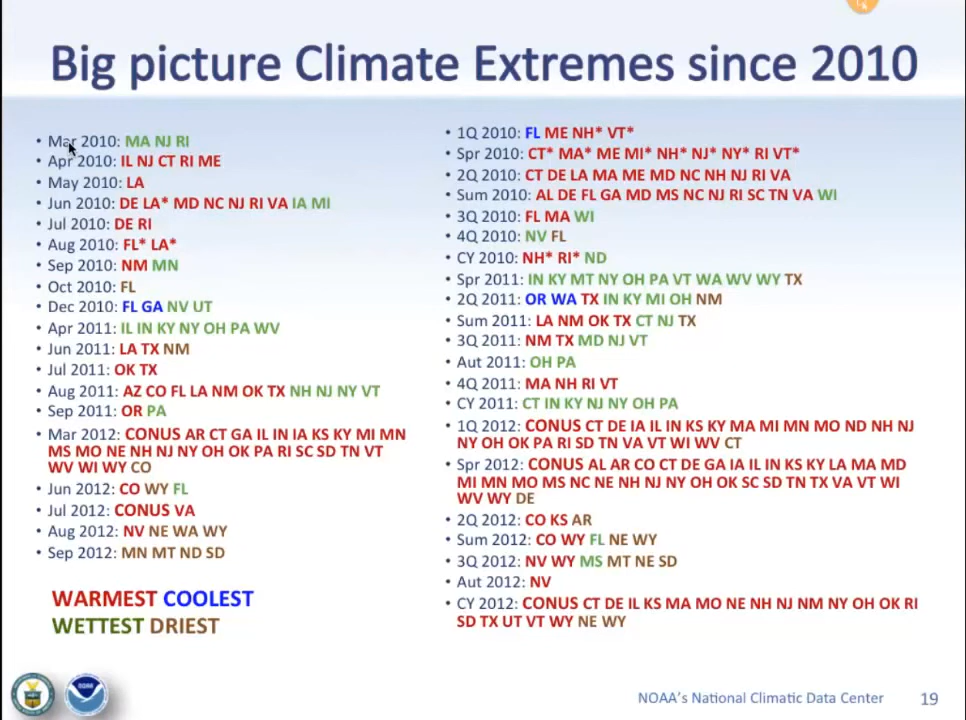 Big picture Climate Extremes since 2010
• Mar 2010: MA NJ RI
• Apr 2010: IL NJ CT RI ME
• May 2010: LA
• Jun 2010: DE LA* MD NC NJ RI VA IA MI
• Jul 2010: DE RI
• Aug 2010: FL* LA*
• Sep 2010: NM MN
• Oct 2010: FL
• Dec 2010: FL GA NV UT
• Apr 2011: IL IN KY NY OH PA WV
• Jun 2011: LA TX NM
• Jul 2011: OK TX
• Aug 2011: AZ CO FL LA NM OK TX NH NJ NY VT
• Sep 2011: OR PA
• Mar 2012: CONUS AR CT GA IL IN IA KS KY MI MN
MS MO NE NH NJ NY OH OK PA RI SC SD TN VT
WV WI WY CO
• Jun 2012: CO WY FL
• Jul 2012: CONUS VA
• Aug 2012: NV NE WA WY
• Sep 2012: MN MT ND SD
WARMEST COOLEST
WETTEST DRIEST
• 1Q 2010: FL ME NH* VT*
• Spr 2010: CT* MA* ME MI* NH* NJ* NY* RI VT*
• 2Q 2010: CT DE LA MA ME MD NC NH NJ RI VA
• Sum 2010: AL DE FL GA MD MS NC NJ RI SC TN VA WI
• 3Q 2010: FL MA WI
• 4Q 2010: NV FL
• CY 2010: NH* RI* ND
• Spr 2011: IN KY MT NY OH PA VT WA WV WY TX
• 2Q 2011: OR WA TX IN KY MI OH NM
• Sum 2011: LA NM OK TX CT NJ TX
• 3Q 2011: NM TX MD NJ VT
• Aut 2011: OH PA
• 4Q 2011: MA NH RI VT
• CY 2011: CT IN KY NJ NY OH PA
• 1Q 2012: CONUS CT DE IA IL IN KS KY MA MI MN MO ND NH NJ
NY OH OK PA RI SD TN VA VT WI WV CT
• Spr 2012: CONUS AL AR CO CT DE GA IA IL IN KS KY LA MA MD
MI MN MO MS NC NE NH NJ NY OH OK SC SD TN TX VA VT WI
WV WY DE
• 2Q 2012: CO KS AR
• Sum 2012: CO WY FL NE WY
• 3Q 2012: NV WY MS MT NE SD
• Aut 2012: NV
• CY 2012: CONUS CT DE IL KS MA MO NE NH NJ NM NY OH OK RI
SD TX UT VT WY NE WY
NOAA
NOAA's National Climatic Data Center 19